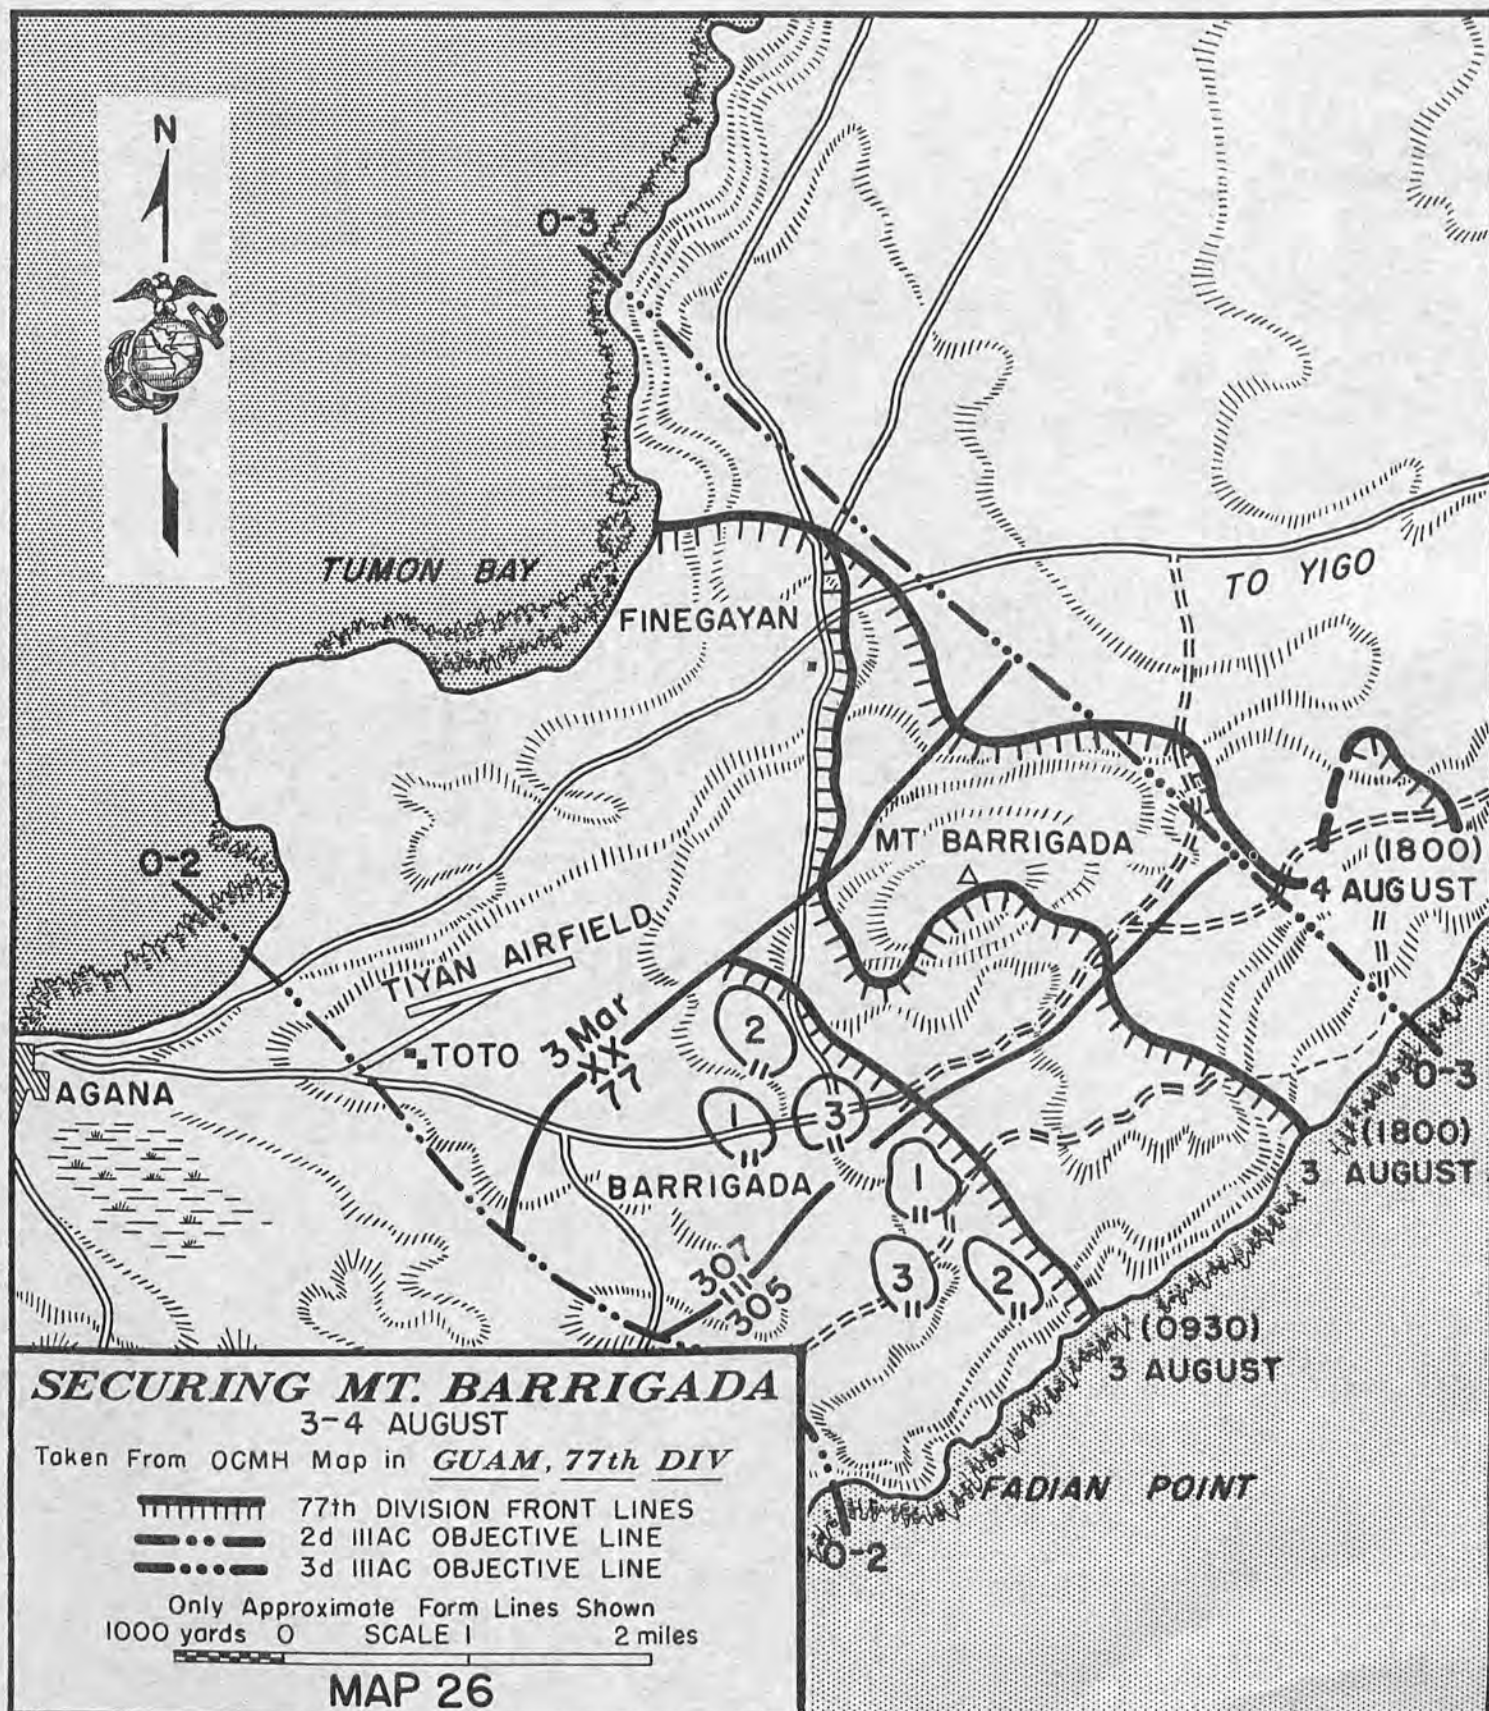 N
O-3
TUMON BAY
FINEGAYAN
TO YIGO
MT BARRIGADA
(1800)
4 AUGUST
O-2
TIYAN AIRFIELD
3 Mar
XX
77
2
TOTO
AGANA
1
3
O-3
(1800)
3 AUGUST
BARRIGADA
1
307
III
305
3
2
(0930)
3 AUGUST
FADIAN POINT
O-2
SECURING MT. BARRIGADA
3-4 AUGUST
Taken From OCMH Map in GUAM, 77th DIV
77th DIVISION FRONT LINES
2d IIIAC OBJECTIVE LINE
3d IIIAC OBJECTIVE LINE
Only Approximate Form Lines Shown
1000 yards 0 SCALE 1 2 miles
MAP 26